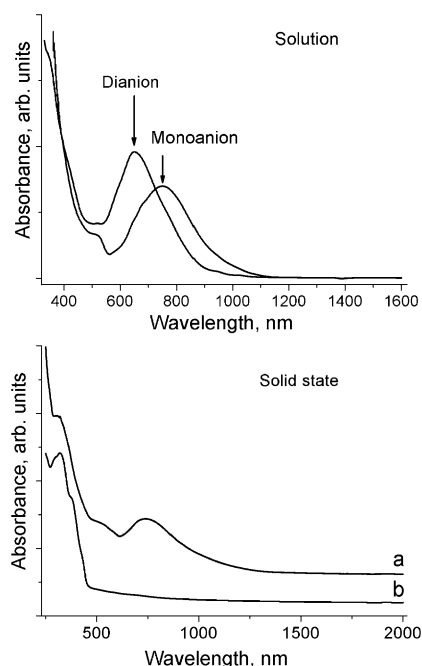 Solution
Dianion
Monoanion
Absorbance, arb. units
400 600 800 1000 1200 1400 1600
Wavelength, nm
Solid state
Absorbance, arb. units
a
b
500 1000 1500 2000
Wavelength, nm